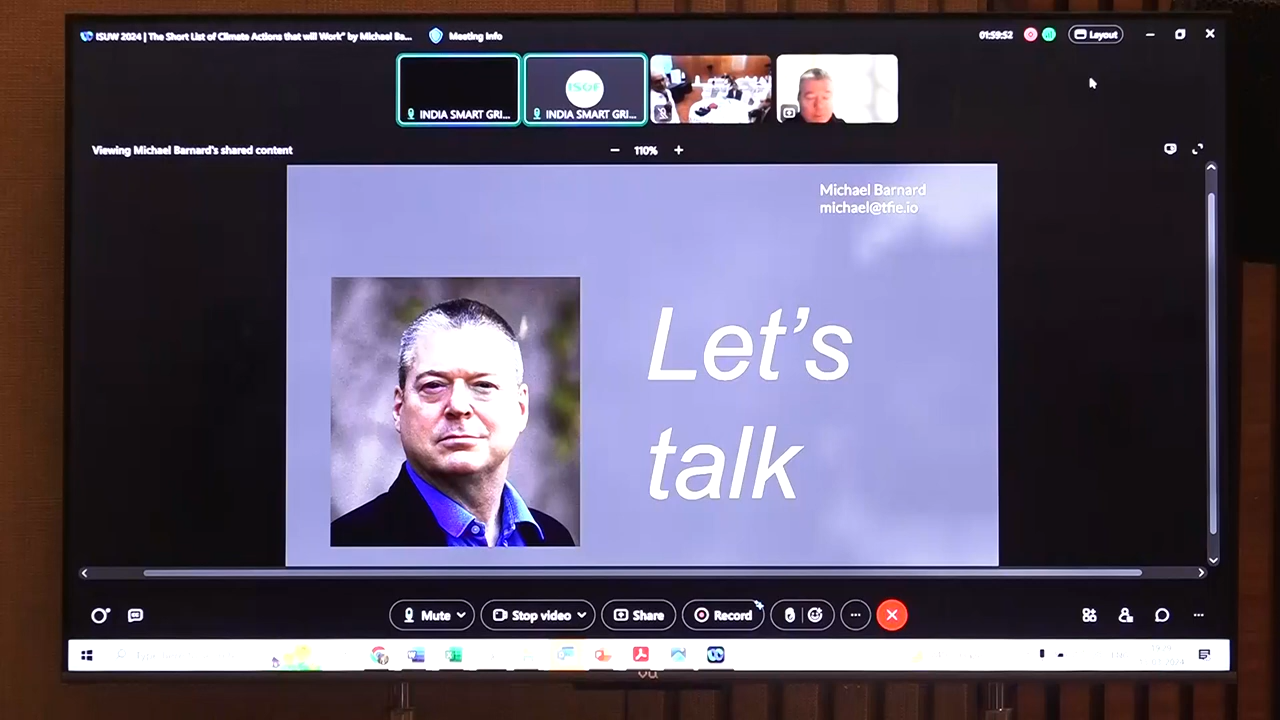 ISUW 2024 | The Short List of Climate Actions that will Work" by Michael Ba...
Meeting Info
01:59:52
Layout
ISGF
INDIA SMART GRI...
INDIA SMART GRI...
Viewing Michael Barnard's shared content
110%
Michael Barnard
michael@tfie.io
Let's
talk
Mute
Stop video
Share
Record
vu